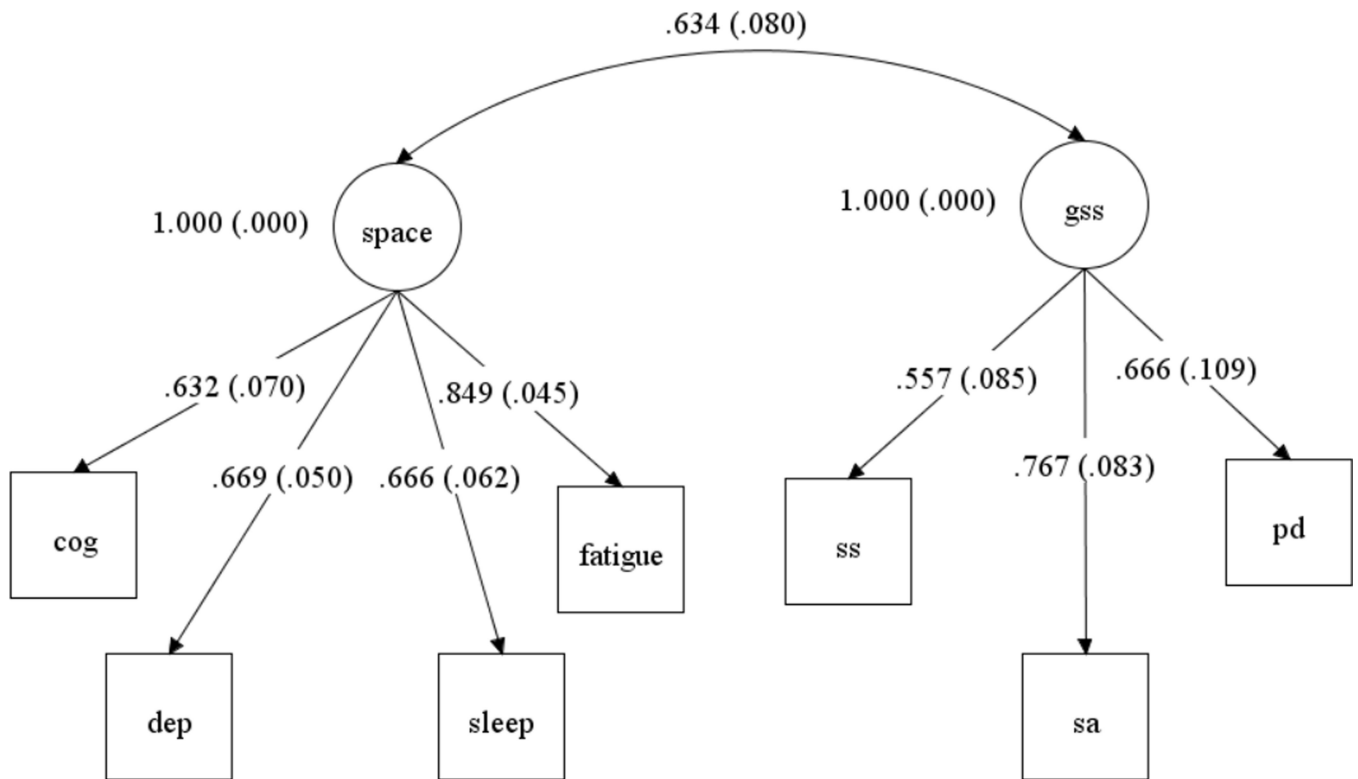 .634 (.080)
1.000 (.000)
space
1.000 (.000)
gss
.632 (.070)
.849 (.045)
.669 (.050)
.666 (.062)
.557 (.085)
.666 (.109)
.767 (.083)
cog
fatigue
ss
pd
dep
sleep
sa